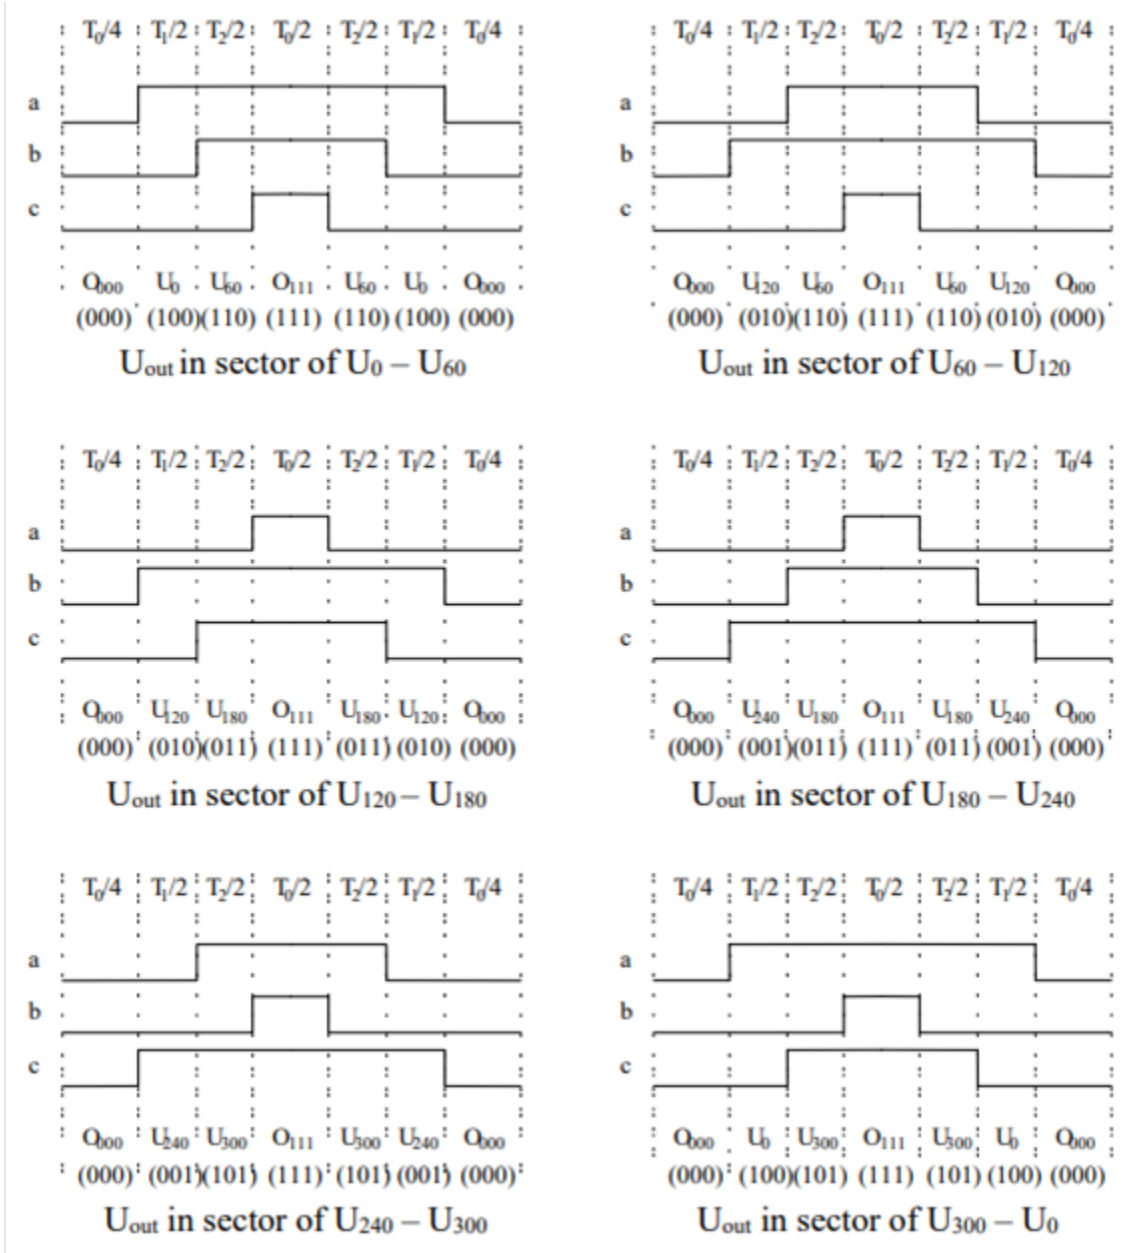 T₀/4 T₁/2 T₂/2 T₀/2 T₂/2 T₁/2 T₀/4
a
b
c
O₀₀₀ U₀ U₆₀ O₁₁₁ U₆₀ U₀ O₀₀₀
(000) (100)(110) (111) (110) (100) (000)
Uout in sector of U₀ – U₆₀
T₀/4 T₁/2 T₂/2 T₀/2 T₂/2 T₁/2 T₀/4
a
b
c
O₀₀₀ U₁₂₀ U₆₀ O₁₁₁ U₆₀ U₁₂₀ O₀₀₀
(000) (010)(110) (111) (110) (010) (000)
Uout in sector of U₆₀ – U₁₂₀
T₀/4 T₁/2 T₂/2 T₀/2 T₂/2 T₁/2 T₀/4
a
b
c
O₀₀₀ U₁₂₀ U₁₈₀ O₁₁₁ U₁₈₀ U₁₂₀ O₀₀₀
(000) (010)(011) (111) (011) (010) (000)
Uout in sector of U₁₂₀ – U₁₈₀
T₀/4 T₁/2 T₂/2 T₀/2 T₂/2 T₁/2 T₀/4
a
b
c
O₀₀₀ U₂₄₀ U₁₈₀ O₁₁₁ U₁₈₀ U₂₄₀ O₀₀₀
(000) (001)(011) (111) (011) (001) (000)
Uout in sector of U₁₈₀ – U₂₄₀
T₀/4 T₁/2 T₂/2 T₀/2 T₂/2 T₁/2 T₀/4
a
b
c
O₀₀₀ U₂₄₀ U₃₀₀ O₁₁₁ U₃₀₀ U₂₄₀ O₀₀₀
(000) (001)(101) (111) (101) (001) (000)
Uout in sector of U₂₄₀ – U₃₀₀
T₀/4 T₁/2 T₂/2 T₀/2 T₂/2 T₁/2 T₀/4
a
b
c
O₀₀₀ U₀ U₃₀₀ O₁₁₁ U₃₀₀ U₀ O₀₀₀
(000) (100)(101) (111) (101) (100) (000)
Uout in sector of U₃₀₀ – U₀